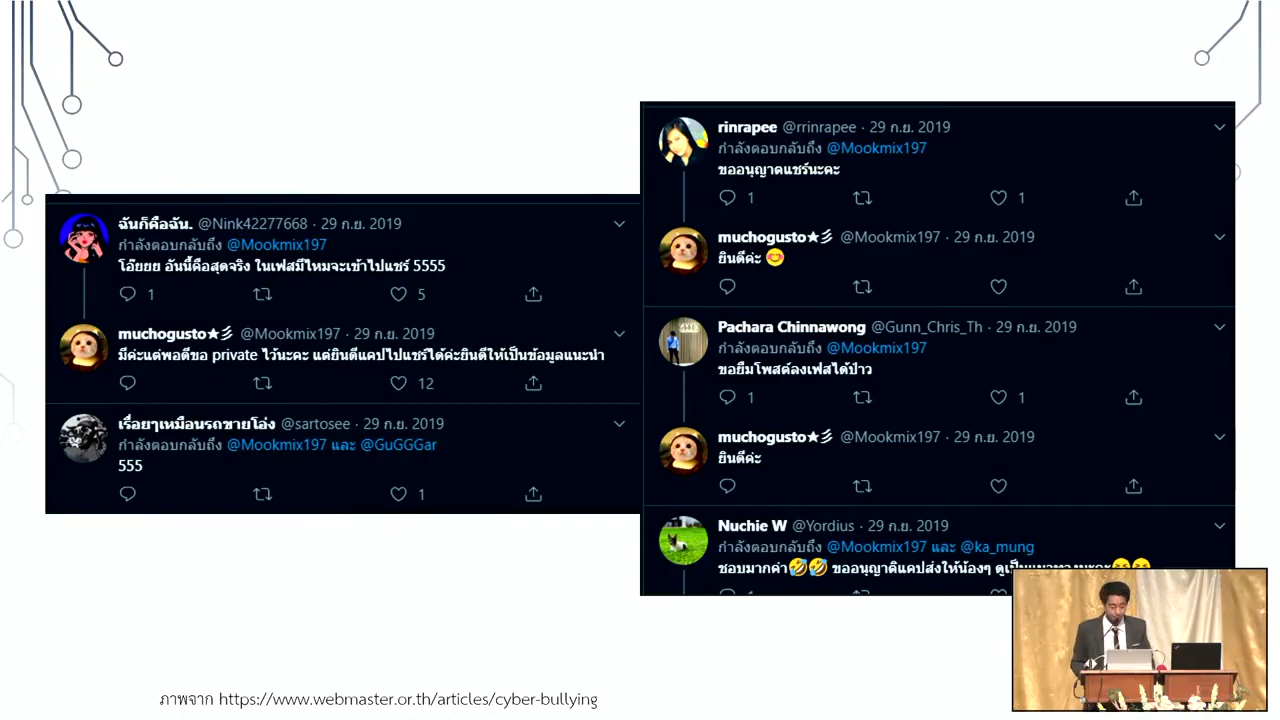 ฉันก็คือฉัน. @Nink42277668 · 29 ก.ย. 2019
กำลังตอบกลับถึง @Mookmix197
โอ๊ยยย อันนี้คือสุดจริง ในเฟสมีไหมจะเข้าไปแชร์ 5555
1 5
muchogusto★彡 @Mookmix197 · 29 ก.ย. 2019
มีค่ะแต่พอดีขอ private ไว้นะคะ แต่ยินดีแคปไปแชร์ได้ค่ะยินดีให้เป็นข้อมูลแนะนำ
12
เรื่อยๆเหมือนรถขายโอ่ง @sartosee · 29 ก.ย. 2019
กำลังตอบกลับถึง @Mookmix197 และ @GuGGGar
555
1
rinrapee @rrinrapee · 29 ก.ย. 2019
กำลังตอบกลับถึง @Mookmix197
ขออนุญาตแชร์นะคะ
1 1
muchogusto★彡 @Mookmix197 · 29 ก.ย. 2019
ยินดีค่ะ 😍
Pachara Chinnawong @Gunn_Chris_Th · 29 ก.ย. 2019
กำลังตอบกลับถึง @Mookmix197
ขอยืมโพสต์ลงเฟสได้ป่าว
1 1
muchogusto★彡 @Mookmix197 · 29 ก.ย. 2019
ยินดีค่ะ
Nuchie W @Yordius · 29 ก.ย. 2019
กำลังตอบกลับถึง @Mookmix197 และ @ka_mung
ชอบมากค่า🤣🤣 ขออนุญาติแคปส่งให้น้องๆ
ภาพจาก https://www.webmaster.or.th/articles/cyber-bullying